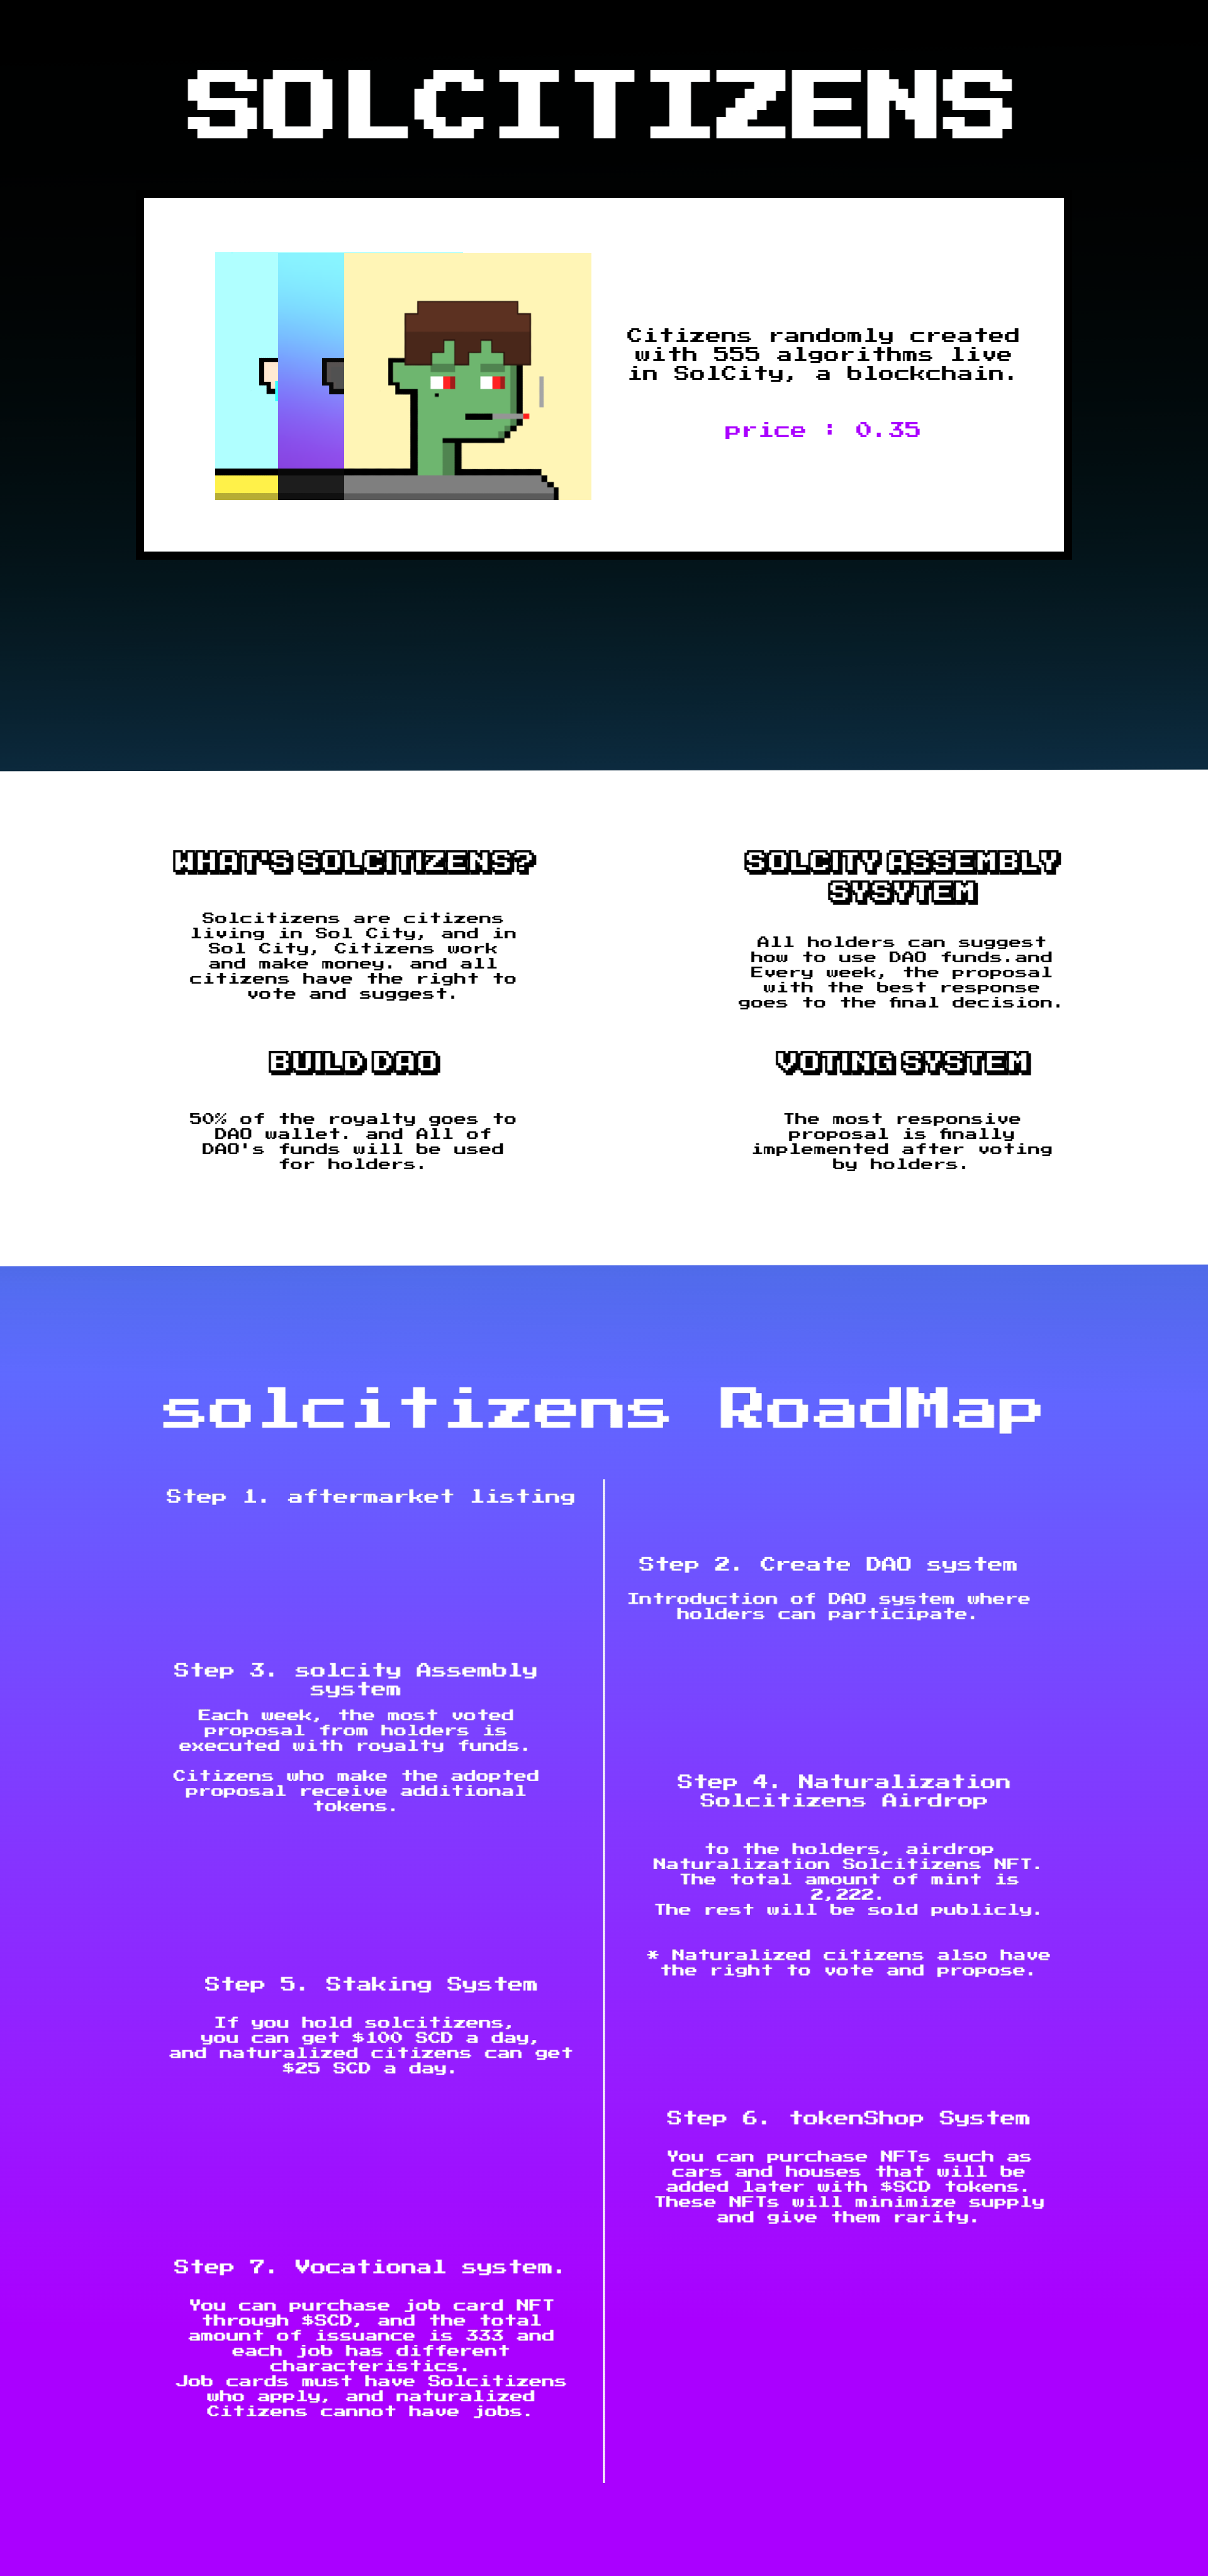 SOLCITIZENS
Citizens randomly created
with 555 algorithms live
in SolCity, a blockchain.
price : 0.35
WHAT'S SOLCITIZENS?
Solcitizens are citizens
living in Sol City, and in
Sol City, Citizens work
and make money. and all
citizens have the right to
vote and suggest.
SOLCITY ASSEMBLY
SYSYTEM
All holders can suggest
how to use DAO funds.and
Every week, the proposal
with the best response
goes to the final decision.
BUILD DAO
50% of the royalty goes to
DAO wallet. and All of
DAO's funds will be used
for holders.
VOTING SYSTEM
The most responsive
proposal is finally
implemented after voting
by holders.
solcitizens RoadMap
Step 1. aftermarket listing
Step 2. Create DAO system
Introduction of DAO system where
holders can participate.
Step 3. solcity Assembly
system
Each week, the most voted
proposal from holders is
executed with royalty funds.
Citizens who make the adopted
proposal receive additional
tokens.
Step 4. Naturalization
Solcitizens Airdrop
to the holders, airdrop
Naturalization Solcitizens NFT.
The total amount of mint is
2,222.
The rest will be sold publicly.
* Naturalized citizens also have
the right to vote and propose.
Step 5. Staking System
If you hold solcitizens,
you can get $100 SCD a day,
and naturalized citizens can get
$25 SCD a day.
Step 6. tokenShop System
You can purchase NFTs such as
cars and houses that will be
added later with $SCD tokens.
These NFTs will minimize supply
and give them rarity.
Step 7. Vocational system.
You can purchase job card NFT
through $SCD, and the total
amount of issuance is 333 and
each job has different
characteristics.
Job cards must have Solcitizens
who apply, and naturalized
Citizens cannot have jobs.